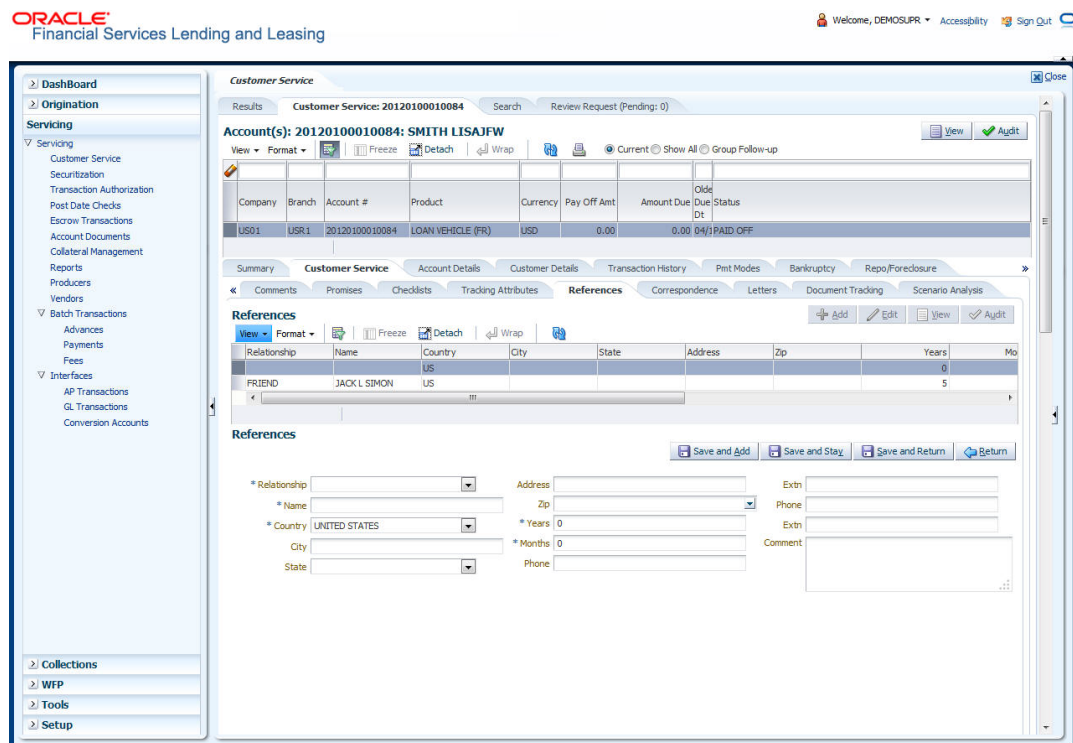 ORACLE
Financial Services Lending and Leasing
Welcome, DEMOSUPR Accessibility Sign Out
Close
DashBoard
Origination
Servicing
Servicing
Customer Service
Securitization
Transaction Authorization
Post Date Checks
Escrow Transactions
Account Documents
Collateral Management
Reports
Producers
Vendors
Batch Transactions
Advances
Payments
Fees
Interfaces
AP Transactions
GL Transactions
Conversion Accounts
Collections
WFP
Tools
Setup
Customer Service
Results Customer Service: 20120100010084 Search Review Request (Pending: 0)
Account(s): 20120100010084: SMITH LISAJFW View Audit
View Format Freeze Detach Wrap Current Show All Group Follow-up
Company Branch Account # Product Currency Pay Off Amt Amount Due Olde Due Dt Status
US01 USR1 20120100010084 LOAN VEHICLE (FR) USD 0.00 0.00 04/1 PAID OFF
Summary Customer Service Account Details Customer Details Transaction History Pmt Modes Bankruptcy Repo/Foreclosure »
« Comments Promises Checklists Tracking Attributes References Correspondence Letters Document Tracking Scenario Analysis
References Add Edit View Audit
View Format Freeze Detach Wrap
Relationship Name Country City State Address Zip Years Mo
US 0
FRIEND JACK L SIMON US 5
References
Save and Add Save and Stay Save and Return Return
* Relationship Address Extn
* Name Zip Phone
* Country UNITED STATES * Years 0 Extn
City * Months 0 Comment
State Phone